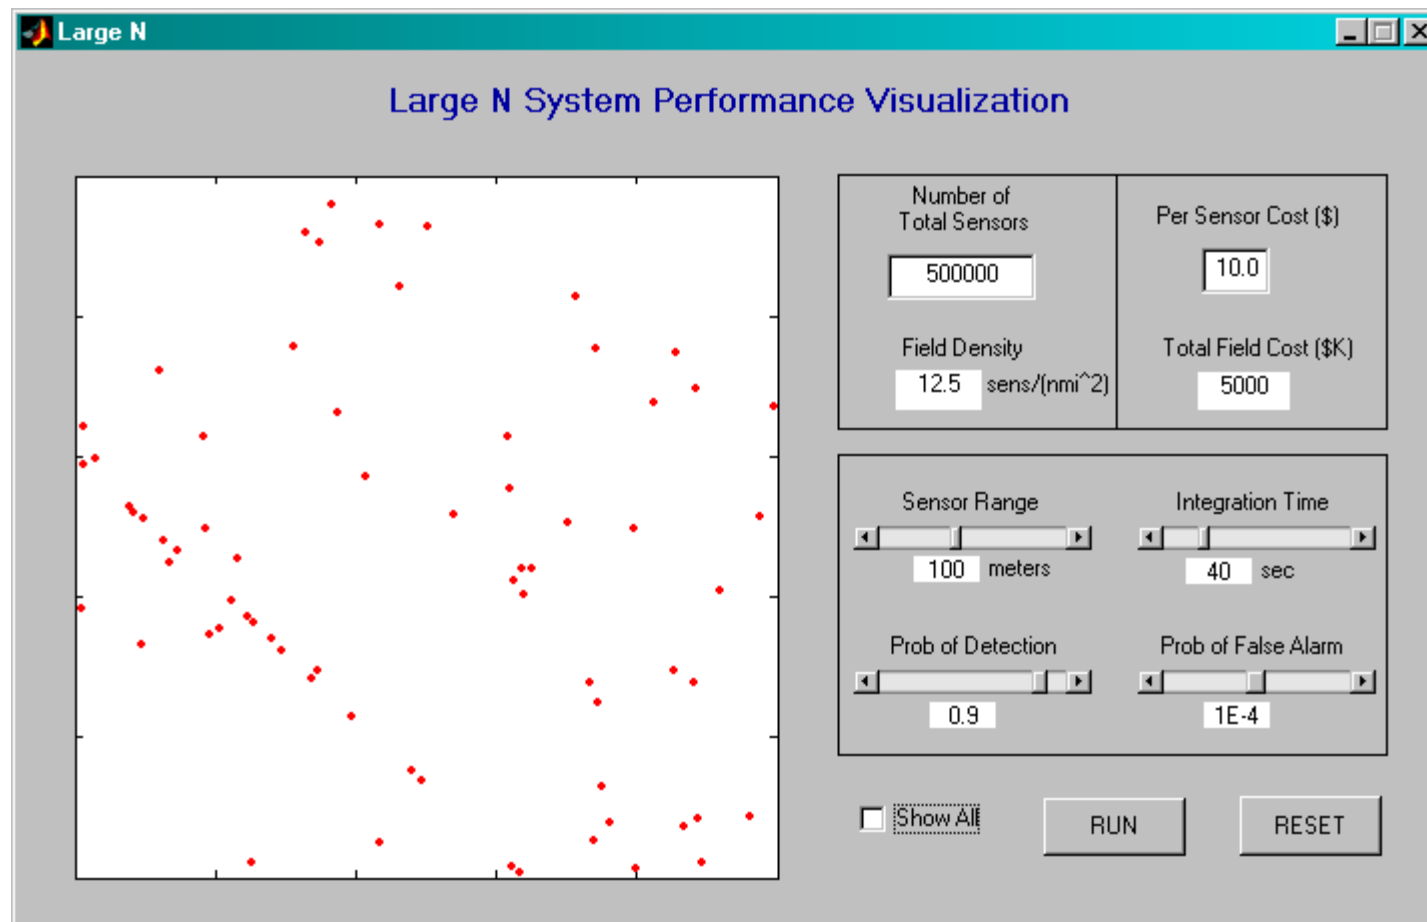 Large N
Large N System Performance Visualization
Number of
Total Sensors
500000
Field Density
12.5 sens/(nmi^2)
Per Sensor Cost ($)
10.0
Total Field Cost ($K)
5000
Sensor Range
100 meters
Integration Time
40 sec
Prob of Detection
0.9
Prob of False Alarm
1E-4
Show All
RUN
RESET